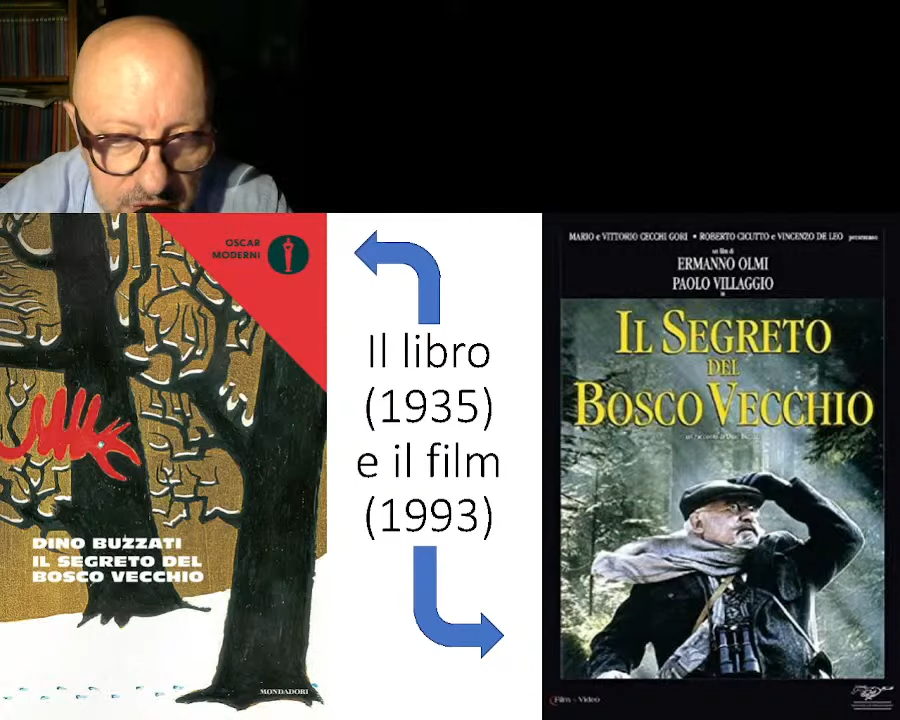 OSCAR
MODERNI
DINO BUZZATI
IL SEGRETO DEL
BOSCO VECCHIO
MONDADORI
Il libro
(1935)
e il film
(1993)
MARIO e VITTORIO CECCHI GORI • ROBERTO CICUTTO e VINCENZO DE LEO presentano
un film di
ERMANNO OLMI
PAOLO VILLAGGIO
IL SEGRETO
DEL
BOSCO VECCHIO
Film Video